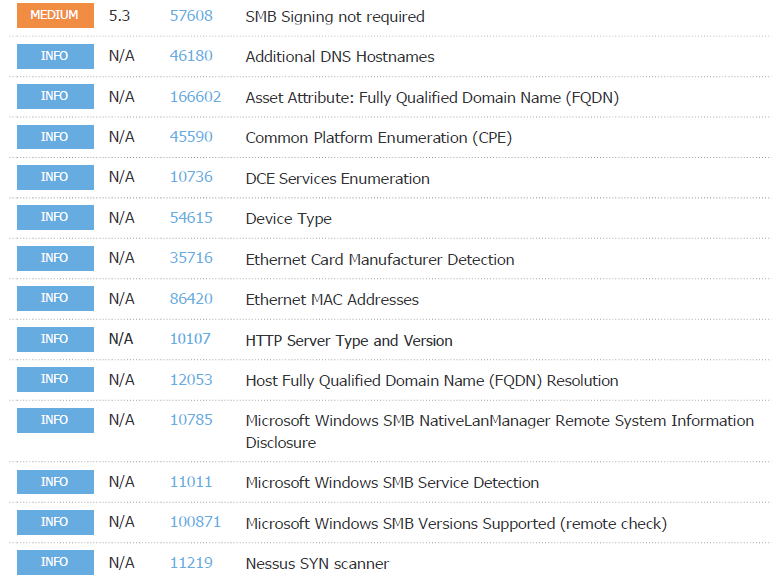 MEDIUM 5.3 57608 SMB Signing not required
INFO N/A 46180 Additional DNS Hostnames
INFO N/A 166602 Asset Attribute: Fully Qualified Domain Name (FQDN)
INFO N/A 45590 Common Platform Enumeration (CPE)
INFO N/A 10736 DCE Services Enumeration
INFO N/A 54615 Device Type
INFO N/A 35716 Ethernet Card Manufacturer Detection
INFO N/A 86420 Ethernet MAC Addresses
INFO N/A 10107 HTTP Server Type and Version
INFO N/A 12053 Host Fully Qualified Domain Name (FQDN) Resolution
INFO N/A 10785 Microsoft Windows SMB NativeLanManager Remote System Information
Disclosure
INFO N/A 11011 Microsoft Windows SMB Service Detection
INFO N/A 100871 Microsoft Windows SMB Versions Supported (remote check)
INFO N/A 11219 Nessus SYN scanner